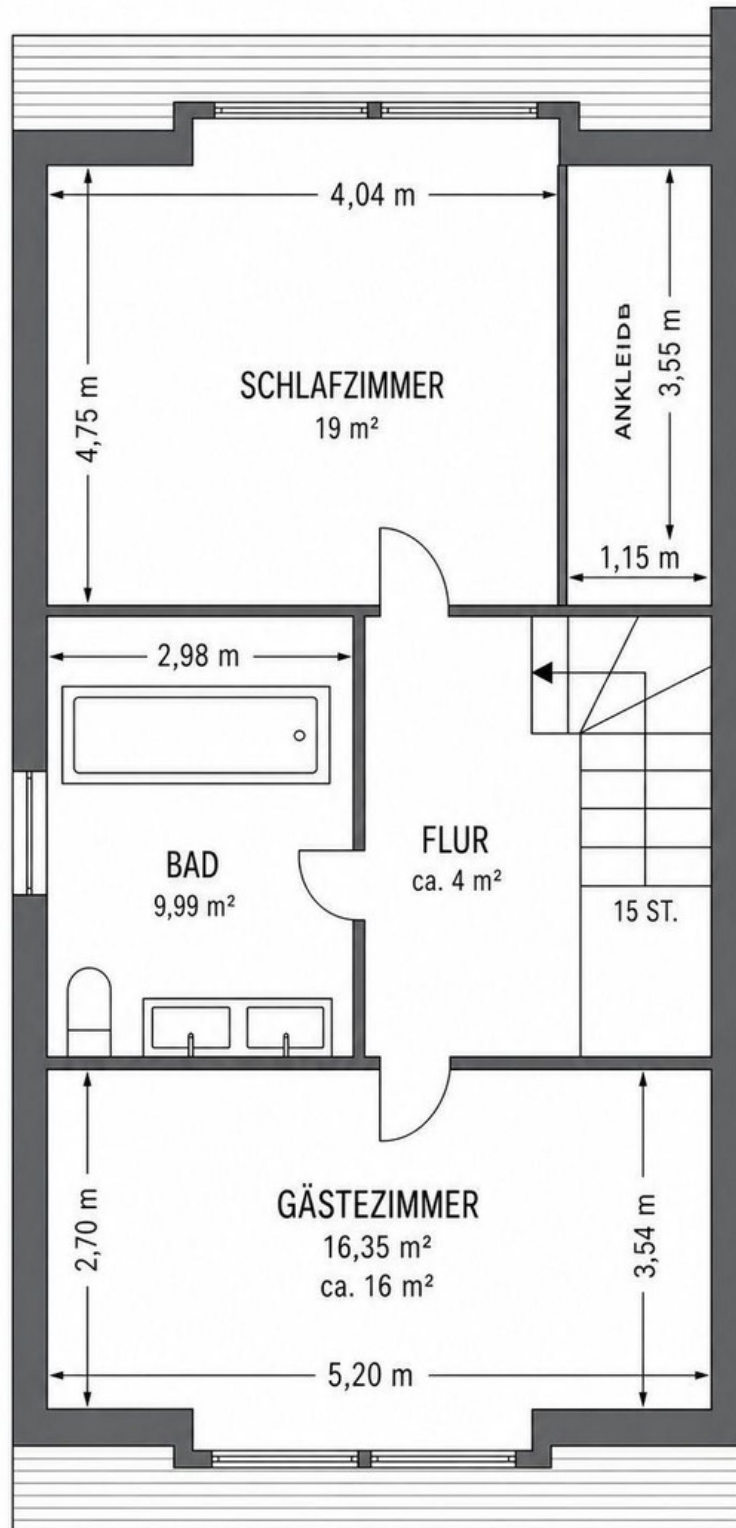 4,04 m
4,75 m
SCHLAFZIMMER
19 m²
ANKLEIDB
3,55 m
1,15 m
2,98 m
BAD
9,99 m²
FLUR
ca. 4 m²
15 ST.
2,70 m
GÄSTEZIMMER
16,35 m²
ca. 16 m²
3,54 m
5,20 m